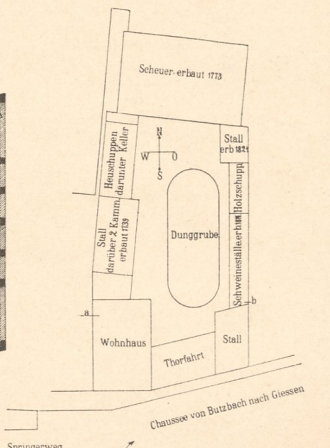 Scheuer erbaut 1773
Heuschuppen
darunter Keller
N
W O
S
Stall
erb 1821
Holzschupp
Stall
darüber 2 Kamm.
erbaut 1739
Dunggrube.
Schweineställe.erb
a
b
Wohnhaus
Stall
Thorfahrt
Chaussee von Butzbach nach Giessen
Springerweg